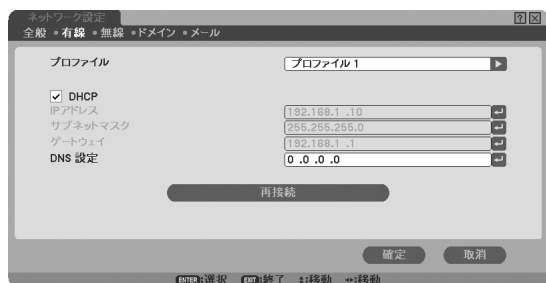 ネットワーク設定
全般 ●有線 ●無線 ●ドメイン ●メール
プロファイル プロファイル 1
DHCP
IPアドレス 192.168.1 .10
サブネットマスク 255.255.255.0
ゲートウェイ 192.168.1 .1
DNS 設定 0 .0 .0 .0
再接続
確定 取消
ENTER:選択 EXIT:終了 :移動 :移動